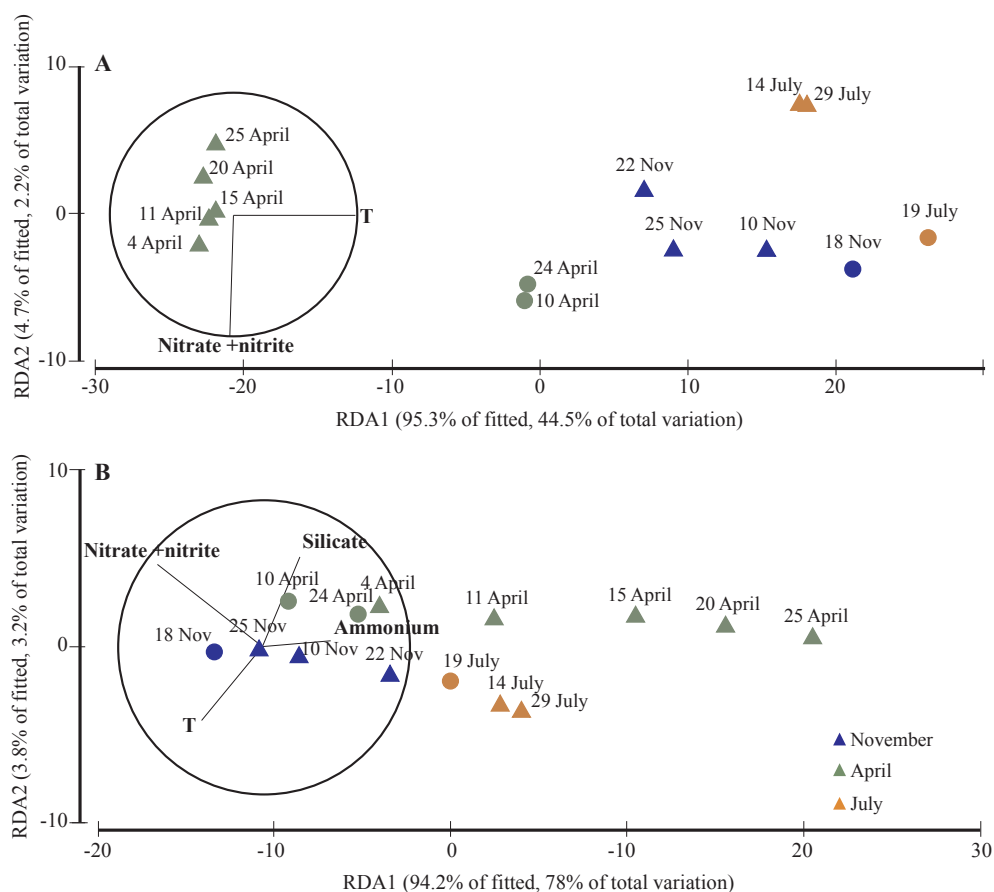 10
A
14 July
29 July
25 April
20 April
22 Nov
15 April
11 April
T
19 July
4 April
25 Nov
10 Nov
18 Nov
24 April
10 April
0
Nitrate +nitrite
-10
RDA2 (4.7% of fitted, 2.2% of total variation)
-30
-20
-10
0
10
20
RDA1 (95.3% of fitted, 44.5% of total variation)
10
B
Silicate
Nitrate +nitrite
10 April
4 April
24 April
11 April
15 April
20 April
25 April
Ammonium
25 Nov
18 Nov
10 Nov
22 Nov
19 July
14 July
29 July
T
0
-10
RDA2 (3.8% of fitted, 3.2% of total variation)
November
April
July
-20
-10
0
10
20
30
RDA1 (94.2% of fitted, 78% of total variation)